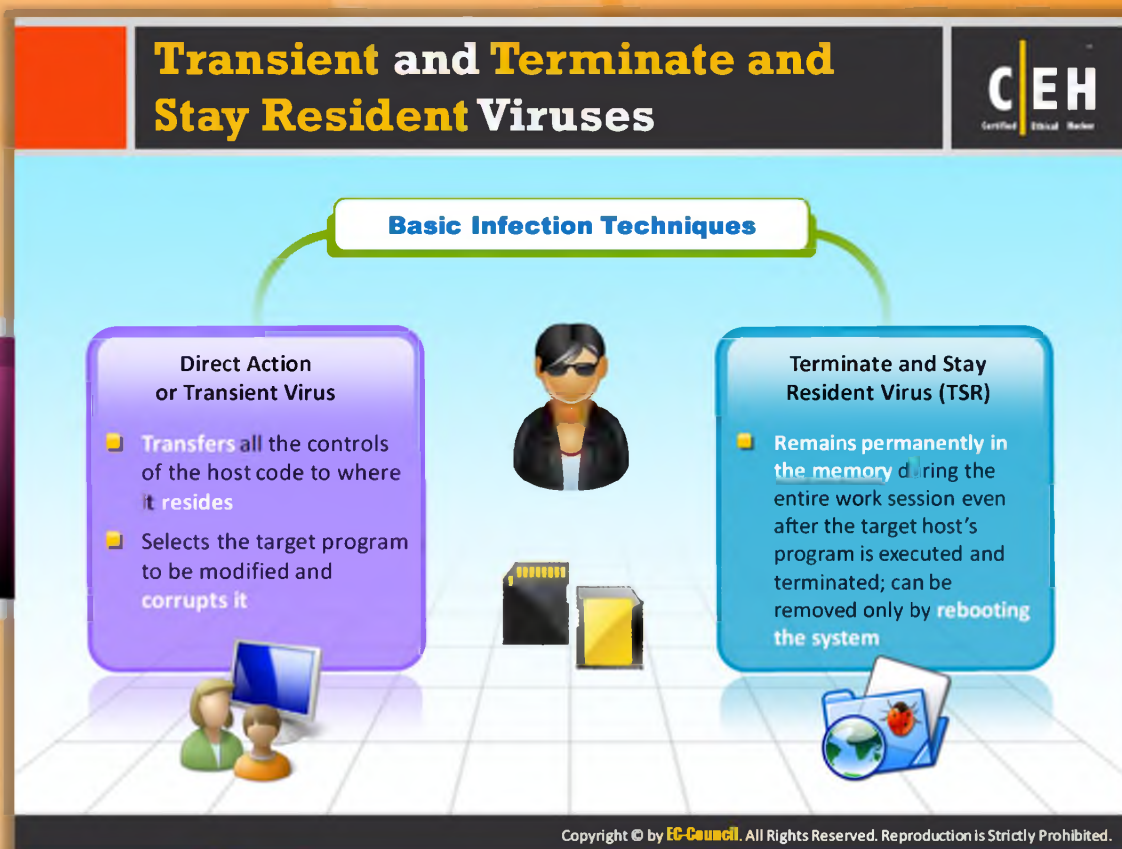 Transient and Terminate and
Stay Resident Viruses
C|EH
Certified Ethical Hacker
Basic Infection Techniques
Direct Action
or Transient Virus
Transfers all the controls
of the host code to where
it resides
Selects the target program
to be modified and
corrupts it
Terminate and Stay
Resident Virus (TSR)
Remains permanently in
the memory during the
entire work session even
after the target host's
program is executed and
terminated; can be
removed only by rebooting
the system
Copyright © by EC-Council. All Rights Reserved. Reproduction is Strictly Prohibited.